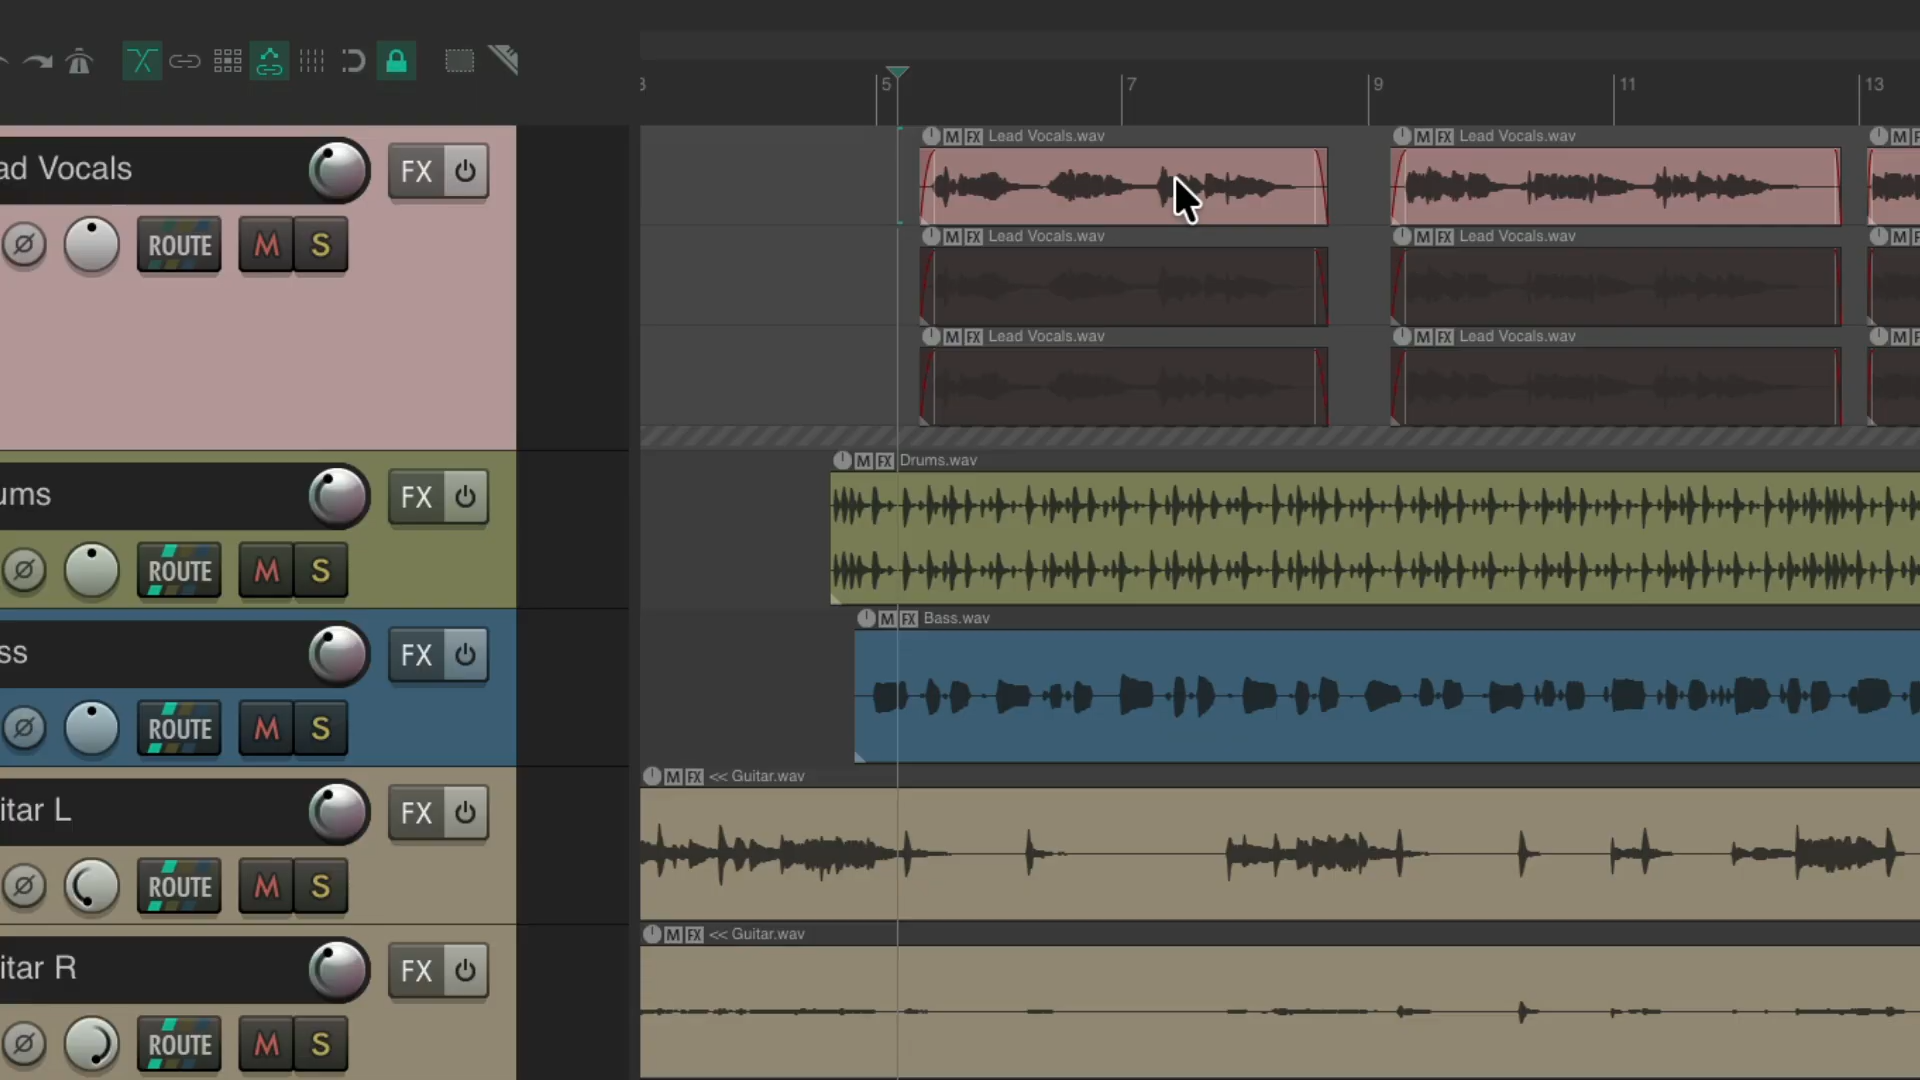 3 5 7 9 11 13
M FX Lead Vocals.wav M FX Lead Vocals.wav M F
ad Vocals FX
ROUTE M S
M FX Lead Vocals.wav M FX Lead Vocals.wav M F
M FX Lead Vocals.wav M FX Lead Vocals.wav M F
M FX Drums.wav
ums FX
ROUTE M S
M FX Bass.wav
ss FX
ROUTE M S
M FX << Guitar.wav
itar L FX
ROUTE M S
M FX << Guitar.wav
itar R FX
ROUTE M S